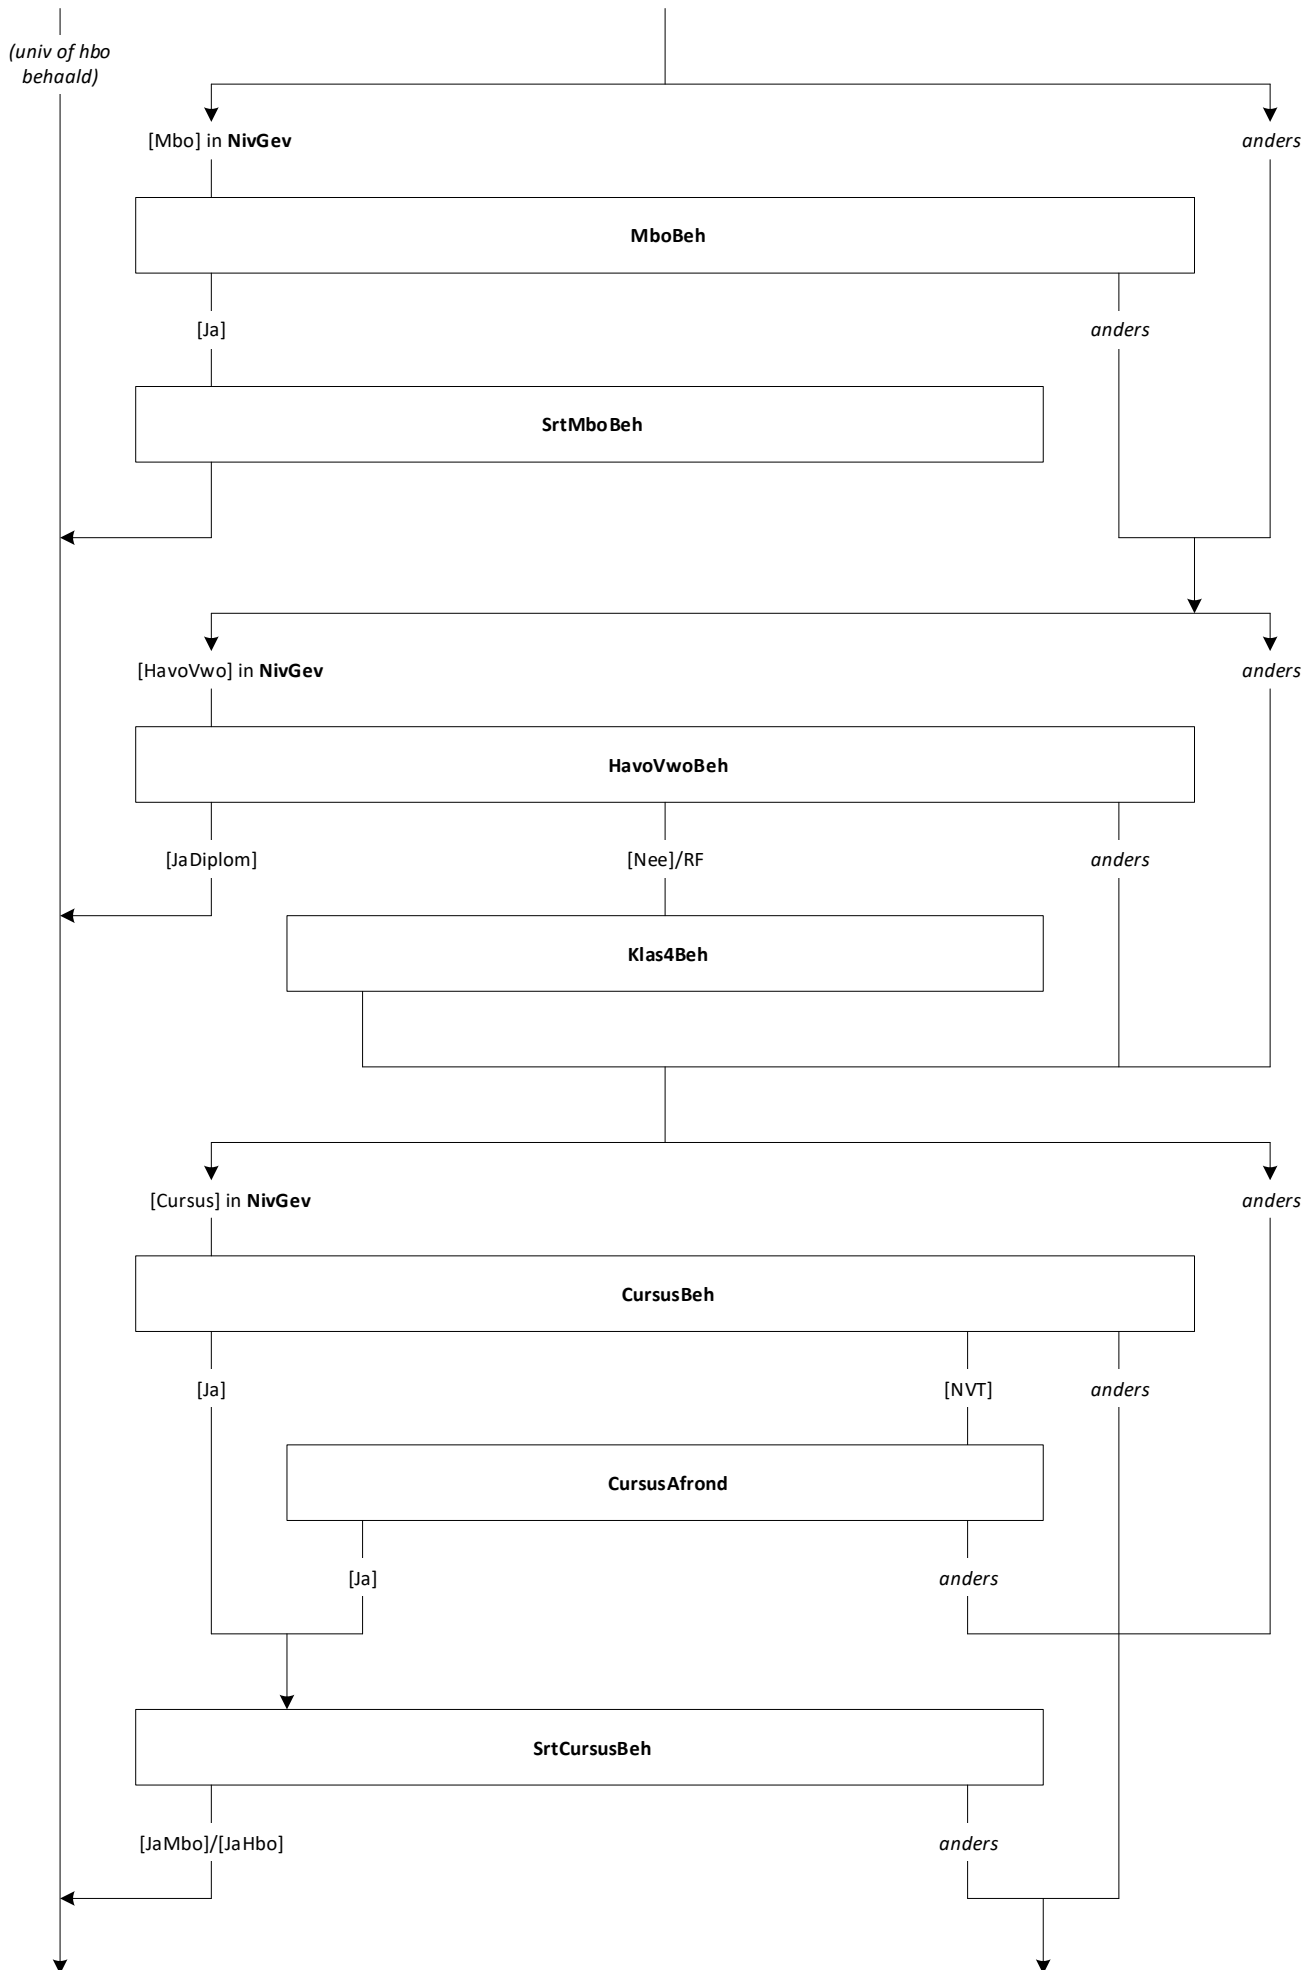 (univ of hbo
behaald)
[Mbo] in NivGev
anders
MboBeh
[Ja]
anders
SrtMboBeh
[HavoVwo] in NivGev
anders
HavoVwoBeh
[JaDiplom]
[Nee]/RF
anders
Klas4Beh
[Cursus] in NivGev
anders
CursusBeh
[Ja]
[NVT]
anders
CursusAfrond
[Ja]
anders
SrtCursusBeh
[JaMbo]/[JaHbo]
anders